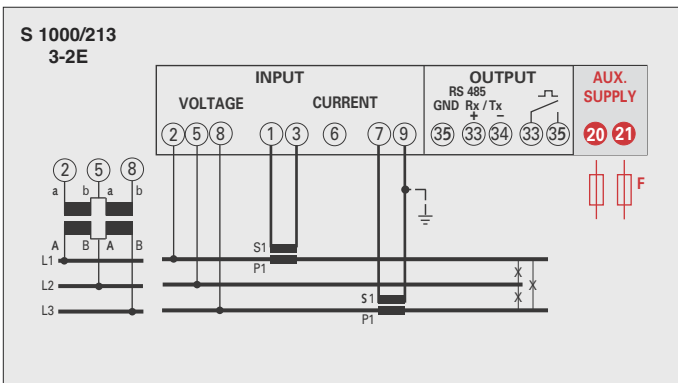 S 1000/213
3-2E
INPUT
OUTPUT
AUX.
SUPPLY
VOLTAGE
CURRENT
RS 485
GND Rx / Tx
+ −
2 5 8 1 3 6 7 9 35 33 34 33 35 20 21
2 5 8
a b a b
F
A B A B
S1
L1
P1
L2
X X
S1
X
L3
P1